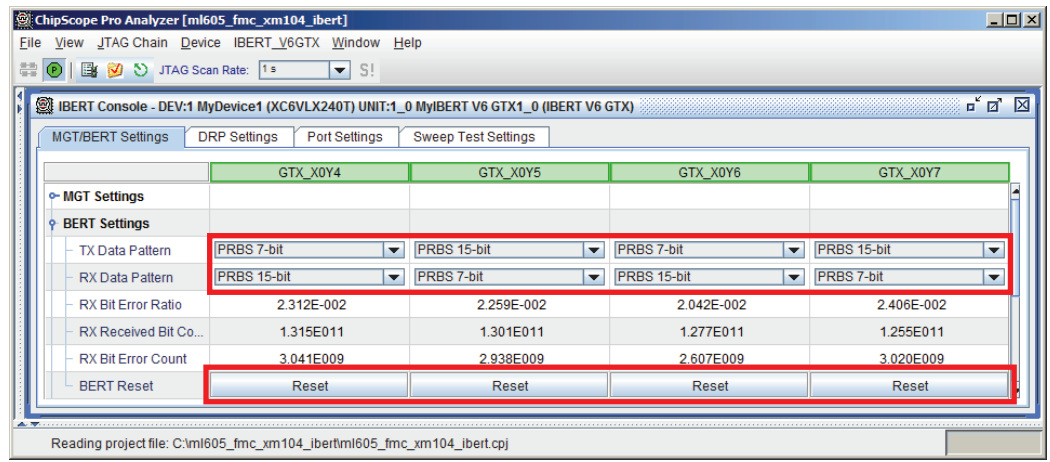 ChipScope Pro Analyzer [ml605_fmc_xm104_ibert]
File View JTAG Chain Device IBERT_V6GTX Window Help
JTAG Scan Rate: 1 s S!
IBERT Console - DEV:1 MyDevice1 (XC6VLX240T) UNIT:1_0 MyIBERT V6 GTX1_0 (IBERT V6 GTX)
MGT/BERT Settings DRP Settings Port Settings Sweep Test Settings
GTX_X0Y4 GTX_X0Y5 GTX_X0Y6 GTX_X0Y7
MGT Settings
BERT Settings
TX Data Pattern PRBS 7-bit PRBS 15-bit PRBS 7-bit PRBS 15-bit
RX Data Pattern PRBS 15-bit PRBS 7-bit PRBS 15-bit PRBS 7-bit
RX Bit Error Ratio 2.312E-002 2.259E-002 2.042E-002 2.406E-002
RX Received Bit Co... 1.315E011 1.301E011 1.277E011 1.255E011
RX Bit Error Count 3.041E009 2.938E009 2.607E009 3.020E009
BERT Reset Reset Reset Reset Reset
Reading project file: C:\ml605_fmc_xm104_ibert\ml605_fmc_xm104_ibert.cpj